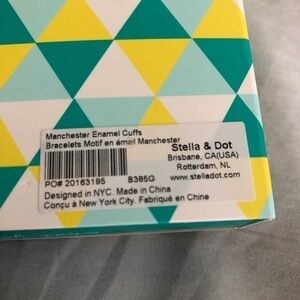 Manchester Enamel Cuffs
Bracelets Motif en émail Manchester
Stella & Dot
Brisbane, CA(USA)
Rotterdam, NL
PO# 20163195 B385G www.stelladot.com
Designed in NYC. Made in China
Conçu à New York City. Fabriqué en Chine